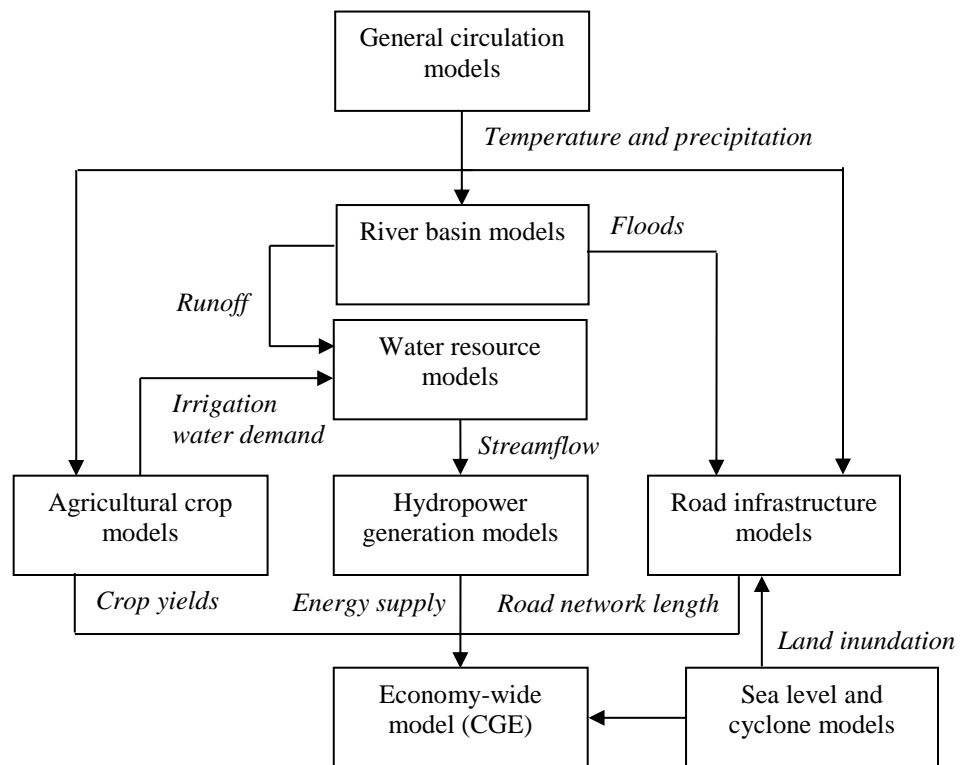 General circulation
models
Temperature and precipitation
River basin models
Floods
Runoff
Water resource
models
Irrigation
water demand
Streamflow
Agricultural crop
models
Hydropower
generation models
Road infrastructure
models
Crop yields
Energy supply
Road network length
Land inundation
Economy-wide
model (CGE)
Sea level and
cyclone models